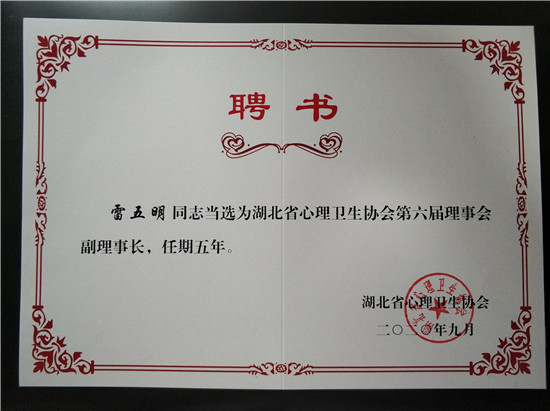 聘书
雷五明同志当选为湖北省心理卫生协会第六届理事会
副理事长，任期五年。
湖北省心理卫生协会
二〇二〇年九月